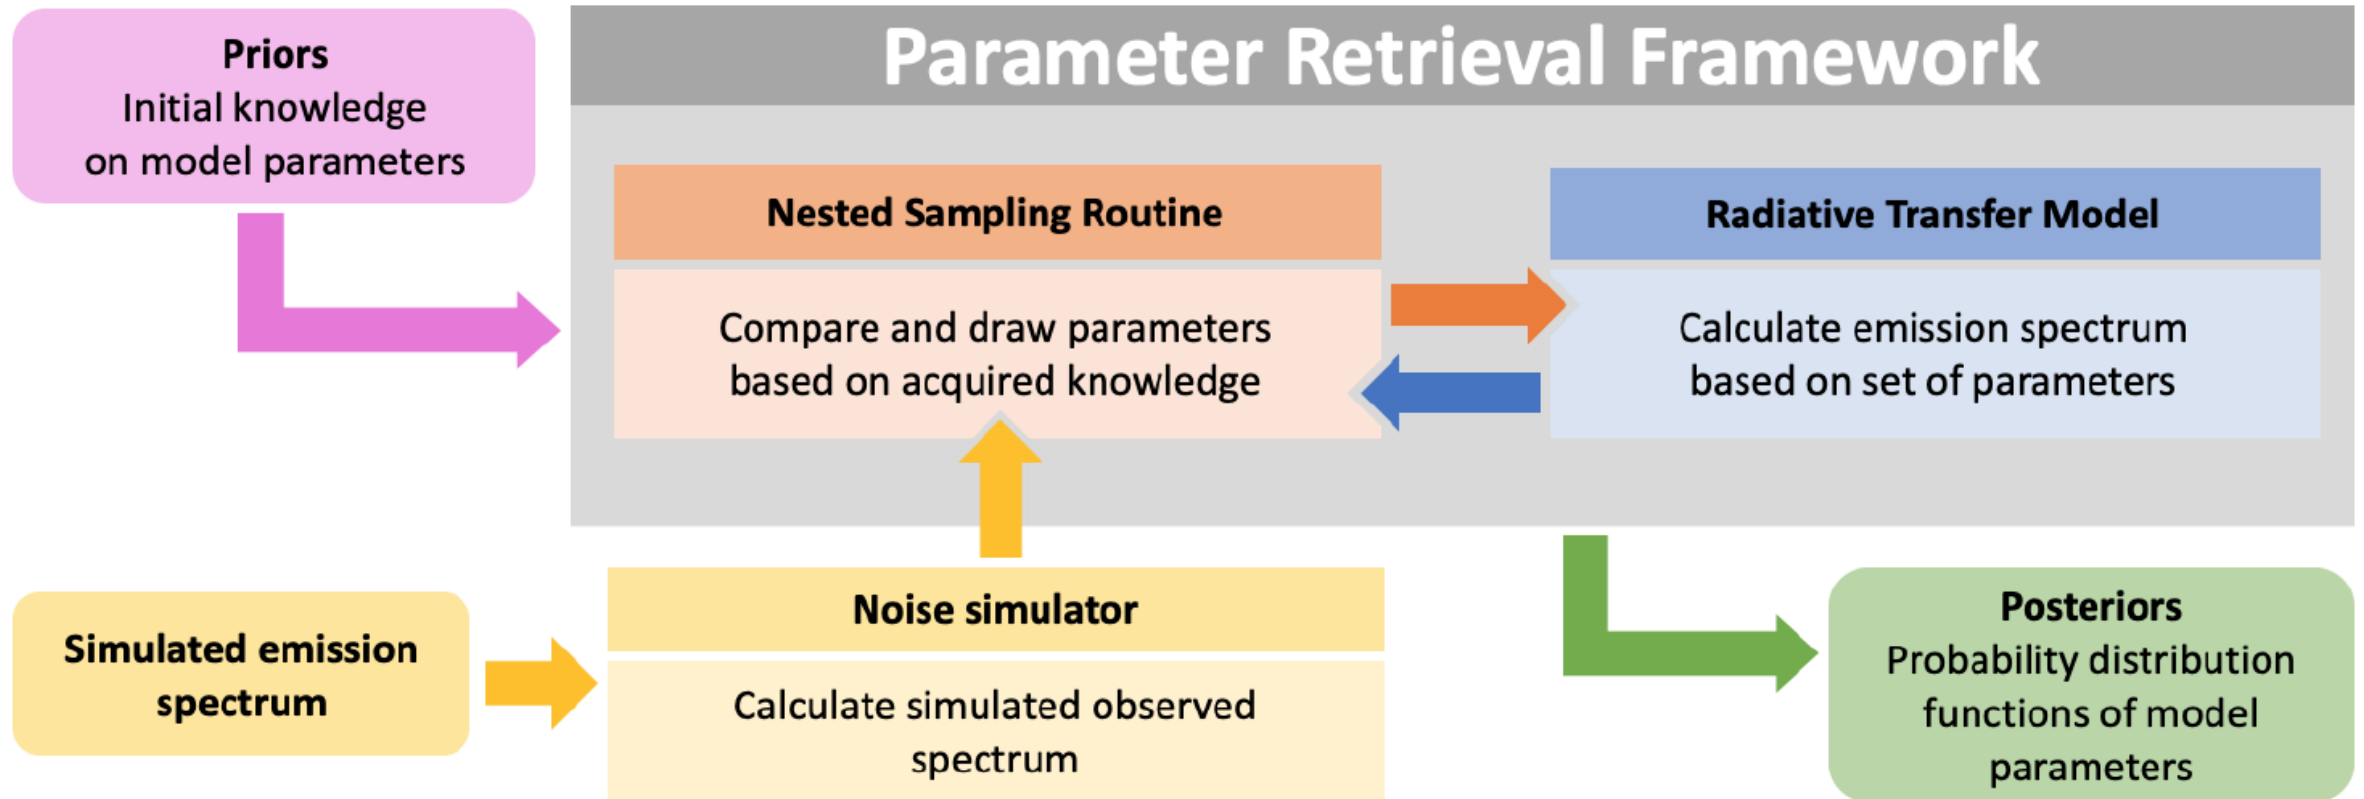 Priors
Initial knowledge
on model parameters
Parameter Retrieval Framework
Nested Sampling Routine
Compare and draw parameters
based on acquired knowledge
Radiative Transfer Model
Calculate emission spectrum
based on set of parameters
Simulated emission
spectrum
Noise simulator
Calculate simulated observed
spectrum
Posteriors
Probability distribution
functions of model
parameters